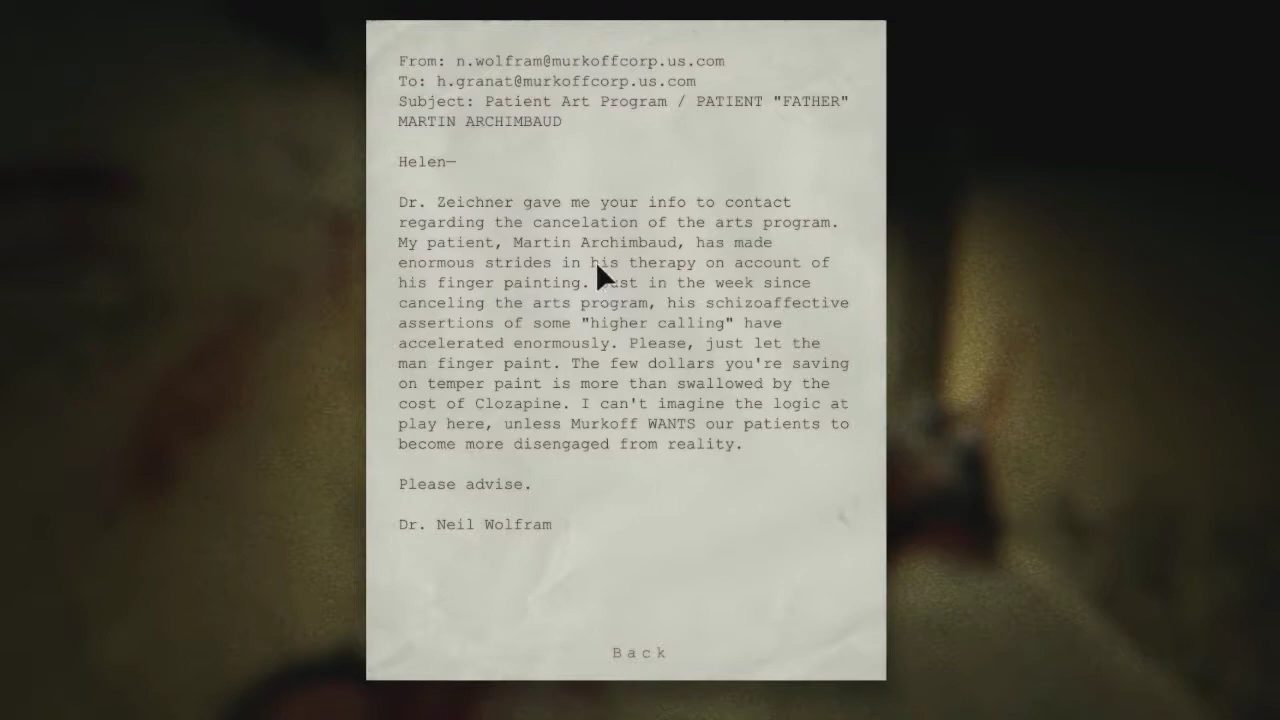 From: n.wolfram@murkoffcorp.us.com
To: h.granat@murkoffcorp.us.com
Subject: Patient Art Program / PATIENT "FATHER"
MARTIN ARCHIMBAUD
Helen—
Dr. Zeichner gave me your info to contact
regarding the cancelation of the arts program.
My patient, Martin Archimbaud, has made
enormous strides in his therapy on account of
his finger painting. Just in the week since
canceling the arts program, his schizoaffective
assertions of some "higher calling" have
accelerated enormously. Please, just let the
man finger paint. The few dollars you're saving
on temper paint is more than swallowed by the
cost of Clozapine. I can't imagine the logic at
play here, unless Murkoff WANTS our patients to
become more disengaged from reality.
Please advise.
Dr. Neil Wolfram
Back